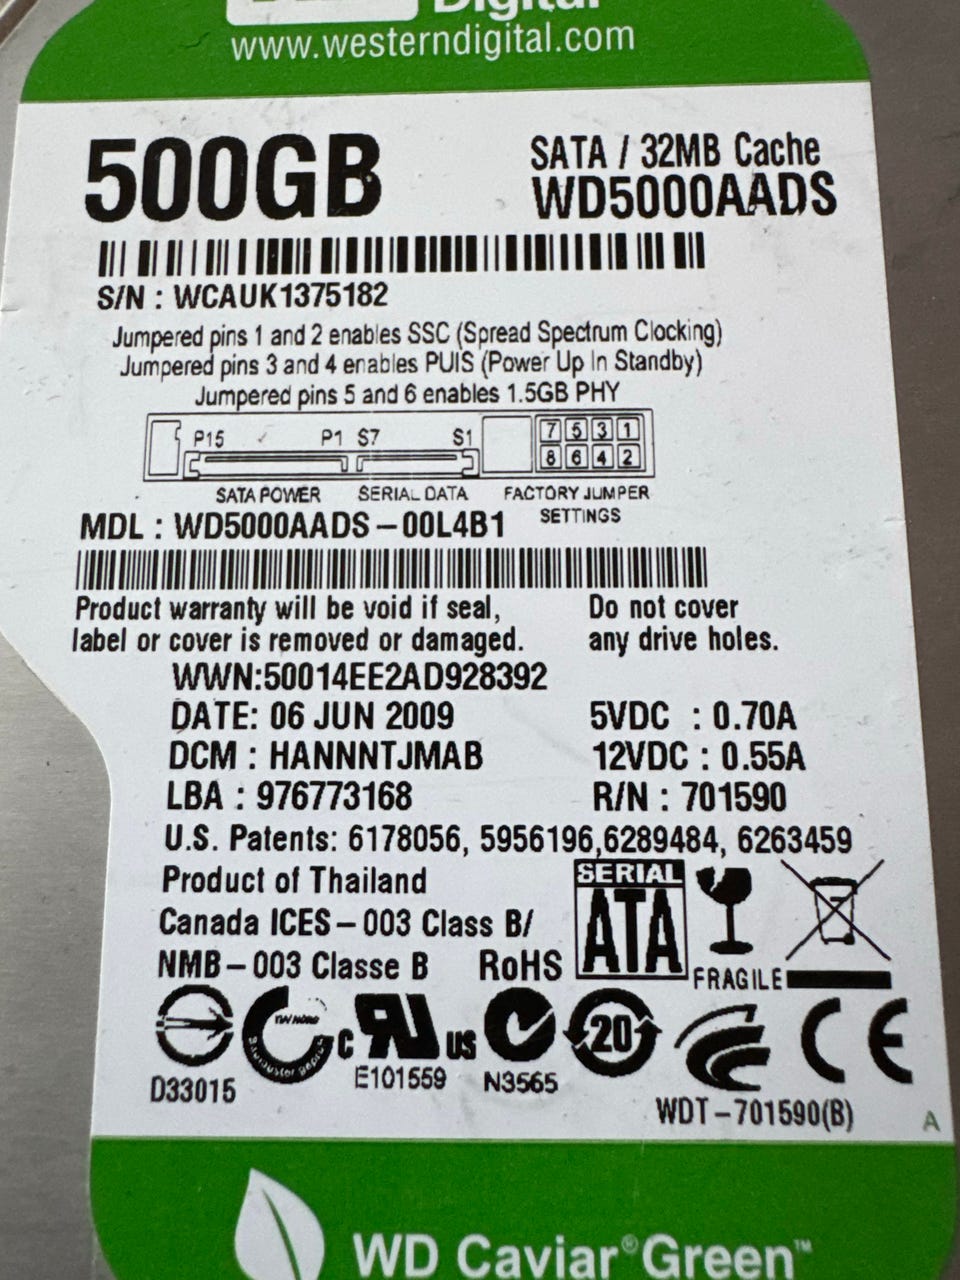 Digital
www.westerndigital.com
500GB
SATA / 32MB Cache
WD5000AADS
S/N : WCAUK1375182
Jumpered pins 1 and 2 enables SSC (Spread Spectrum Clocking)
Jumpered pins 3 and 4 enables PUIS (Power Up In Standby)
Jumpered pins 5 and 6 enables 1.5GB PHY
P15 P1 S7 S1
7 5 3 1
8 6 4 2
SATA POWER SERIAL DATA FACTORY JUMPER
SETTINGS
MDL : WD5000AADS – 00L4B1
Product warranty will be void if seal,
label or cover is removed or damaged.
Do not cover
any drive holes.
WWN:50014EE2AD928392
DATE: 06 JUN 2009 5VDC : 0.70A
DCM : HANNNTJMAB 12VDC : 0.55A
LBA : 976773168 R/N : 701590
U.S. Patents: 6178056, 5956196,6289484, 6263459
Product of Thailand
Canada ICES – 003 Class B/
NMB – 003 Classe B RoHS
SERIAL
ATA
FRAGILE
TUV NORD
Bauart geprüft
C US
20
CE
D33015 E101559 N3565
WDT – 701590(B)
A
WD Caiar® Green™